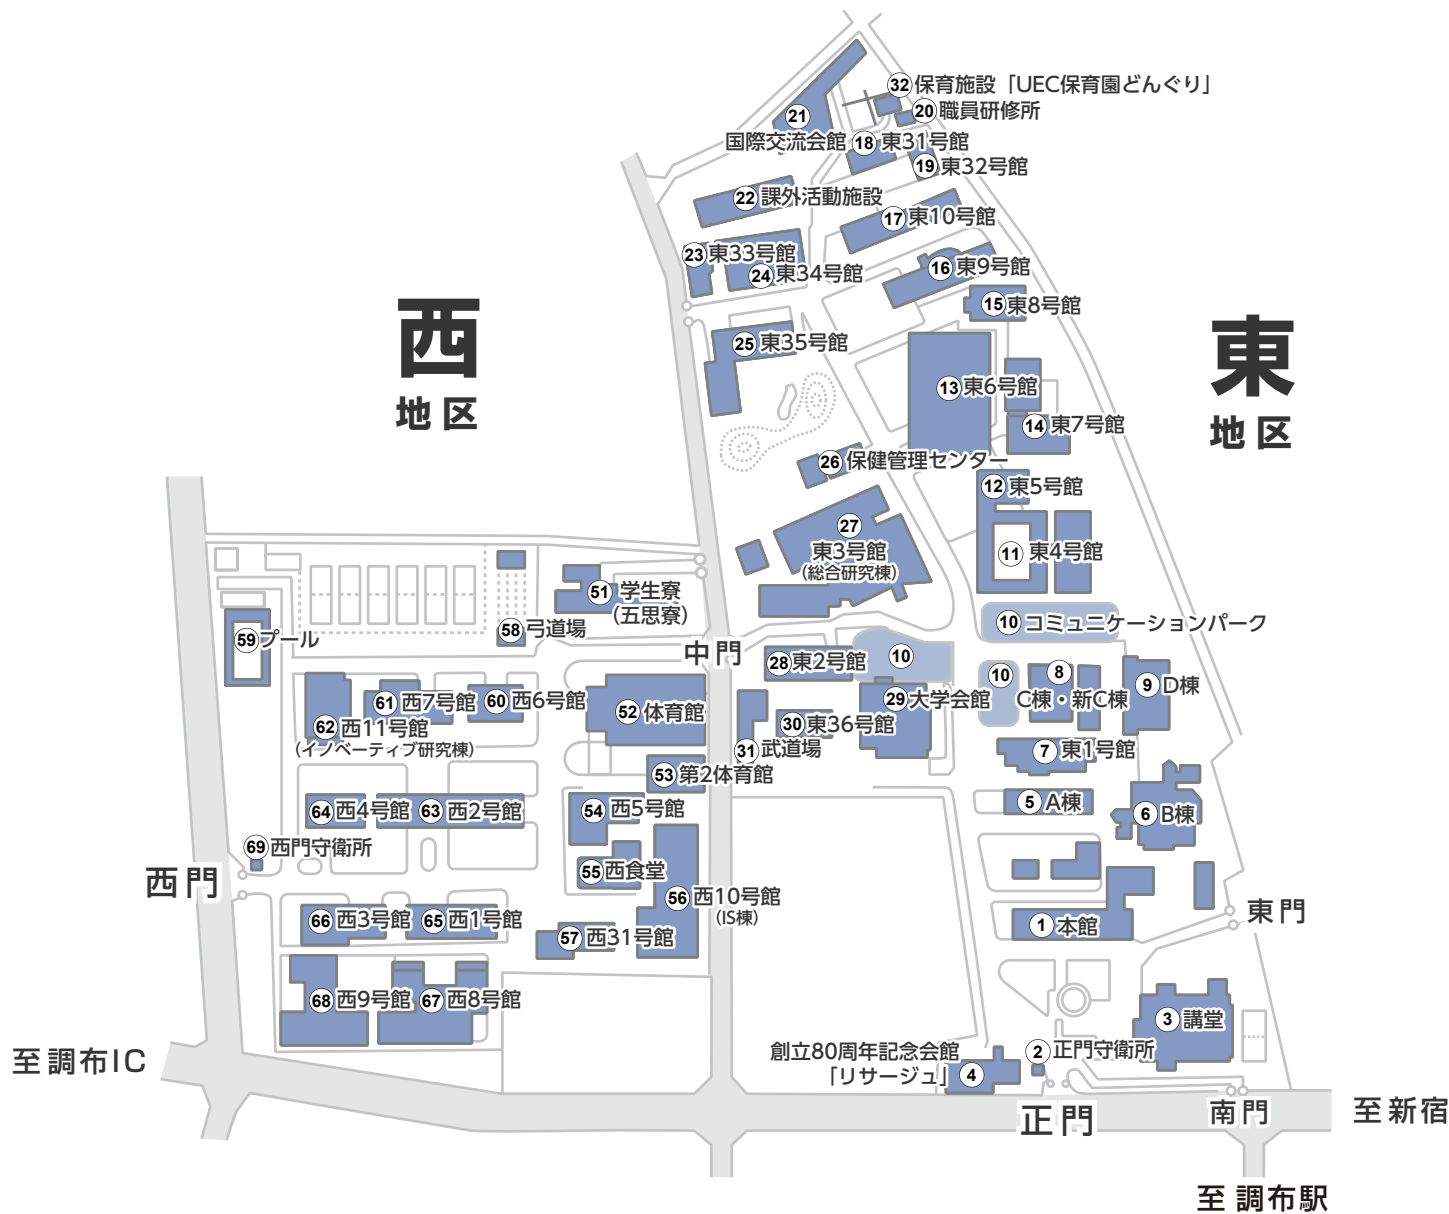 32 保育施設「UEC保育園どんぐり」
20 職員研修所
21
国際交流会館
18 東31号館
19 東32号館
22 課外活動施設
17 東10号館
23 東33号館
24 東34号館
16 東9号館
15 東8号館
西
地区
東
地区
25 東35号館
13 東6号館
14 東7号館
26 保健管理センター
12 東5号館
27
東3号館
(総合研究棟)
11 東4号館
51 学生寮
(五思寮)
58 弓道場
59 プール
中門
10 コミュニケーションパーク
28 東2号館
10
10
8
C棟・新C棟
9 D棟
29 大学会館
62 西11号館
(イノベーティブ研究棟)
61 西7号館
60 西6号館
52 体育館
30 東36号館
31 武道場
7 東1号館
53 第2体育館
64 西4号館
63 西2号館
54 西5号館
5 A棟
6 B棟
69 西門守衛所
55 西食堂
西門
56 西10号館
(IS棟)
66 西3号館
65 西1号館
57 西31号館
1 本館
東門
68 西9号館
67 西8号館
3 講堂
至調布IC
創立80周年記念会館
「リサージュ」
4
2 正門守衛所
正門
南門
至新宿
至調布駅